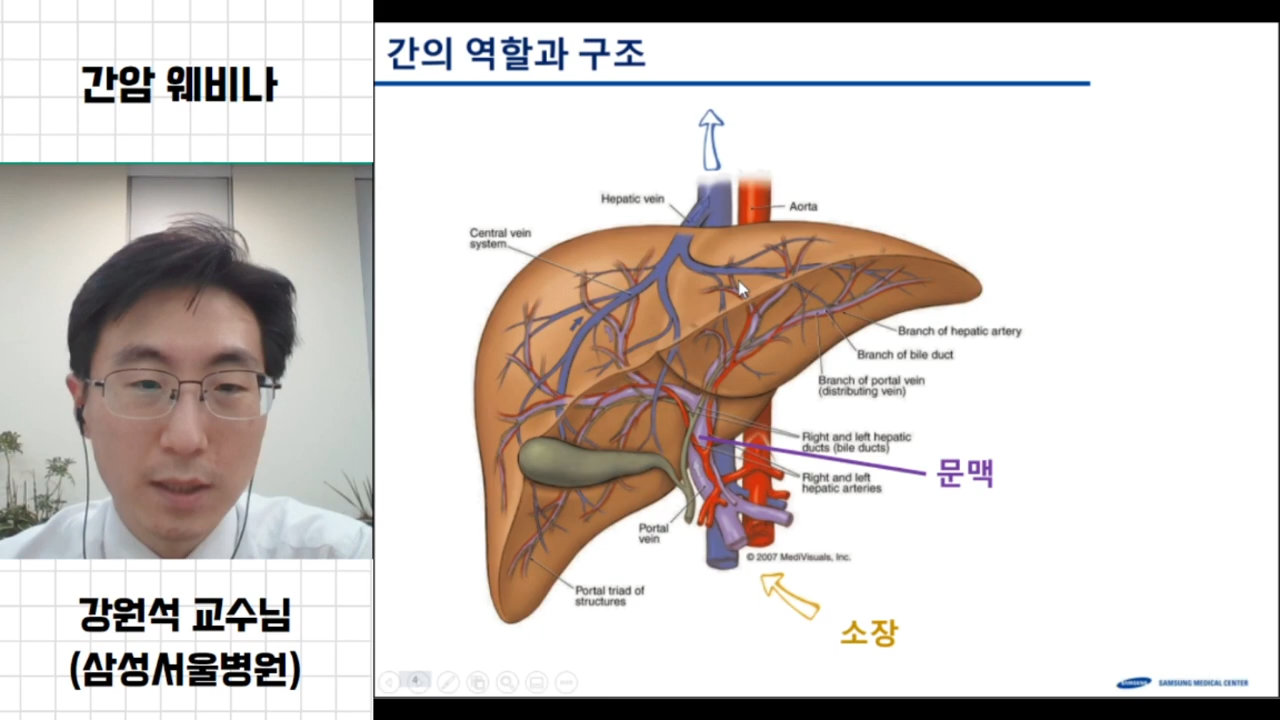 간암 웨비나
강원석 교수님
(삼성서울병원)
간의 역할과 구조
Hepatic vein
Aorta
Central vein
system
Branch of hepatic artery
Branch of bile duct
Branch of portal vein
(distributing vein)
Right and left hepatic
ducts (bile ducts)
문맥
Right and left
hepatic arteries
Portal
vein
© 2007 MediVisuals, Inc.
Portal triad of
structures
소장
4
SAMSUNG
SAMSUNG MEDICAL CENTER